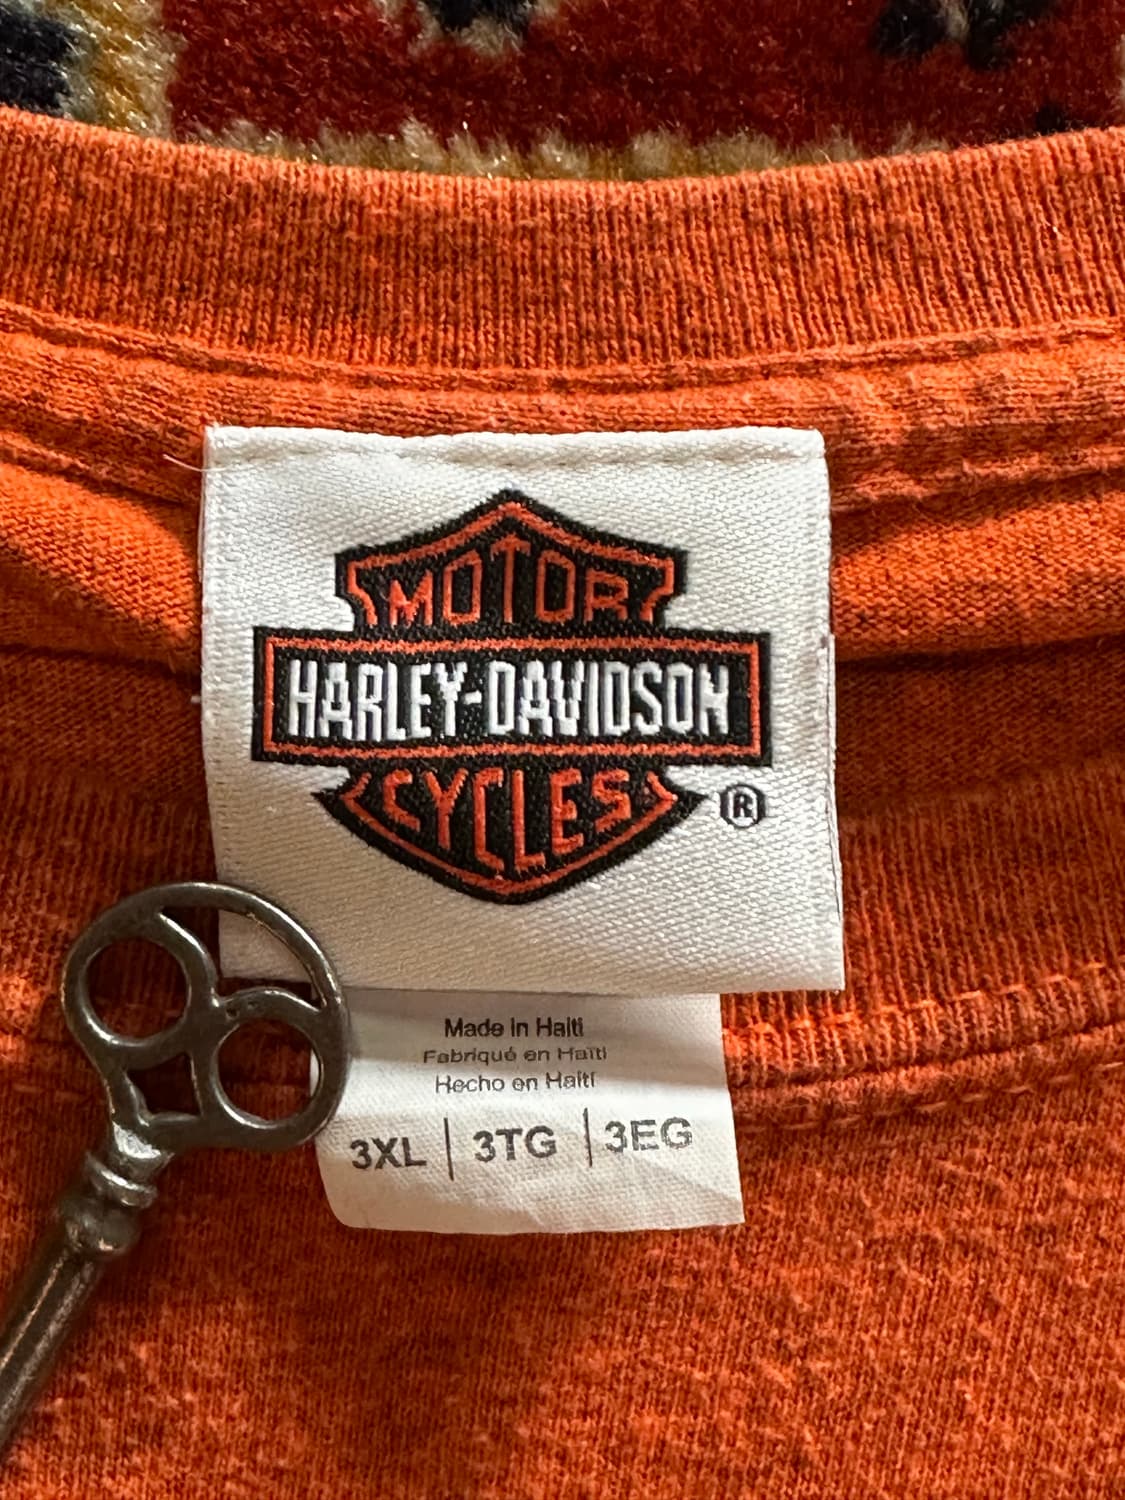 MOTOR
HARLEY-DAVIDSON
CYCLES
®
Made in Haiti
Fabriqué en Haïti
Hecho en Haití
3XL | 3TG | 3EG